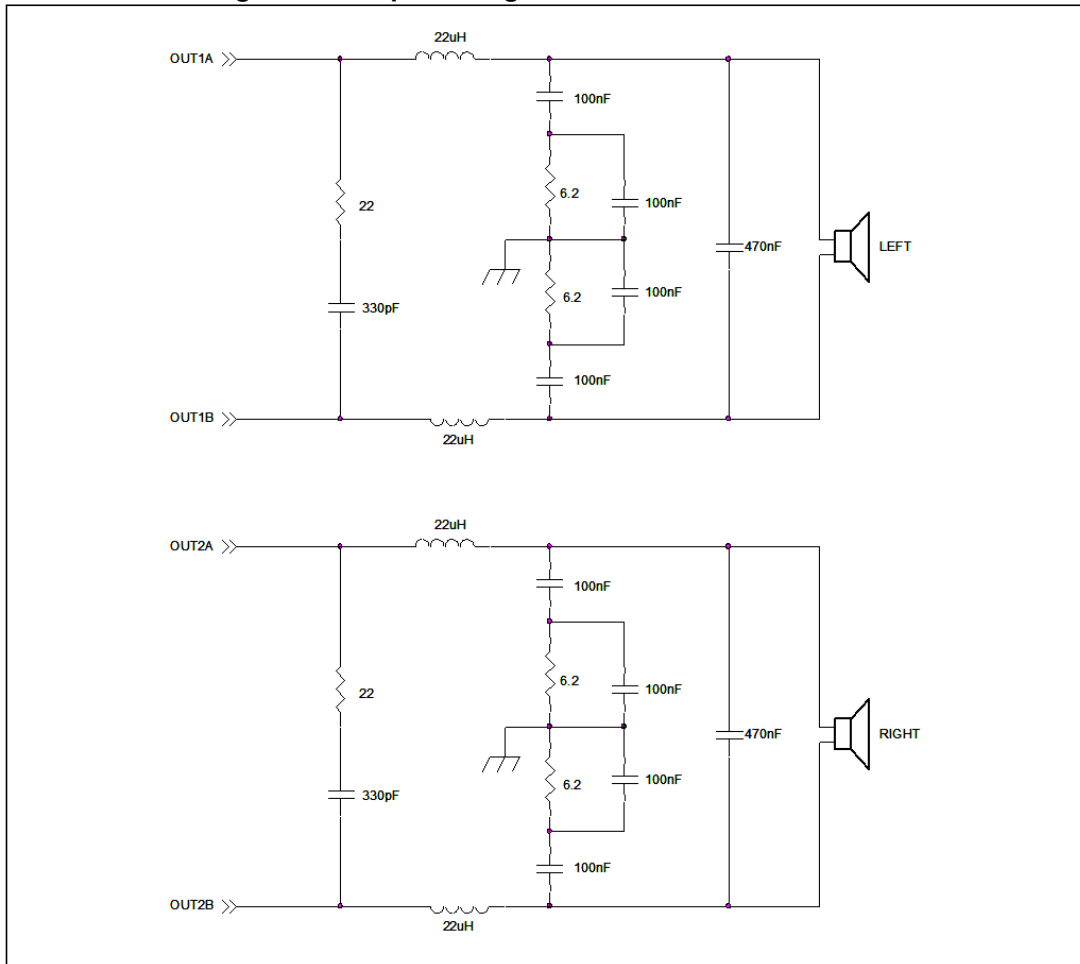 22uH
OUT1A
100nF
22
6.2
100nF
470nF
LEFT
330pF
6.2
100nF
100nF
OUT1B
22uH
22uH
OUT2A
100nF
22
6.2
100nF
470nF
RIGHT
330pF
6.2
100nF
100nF
OUT2B
22uH